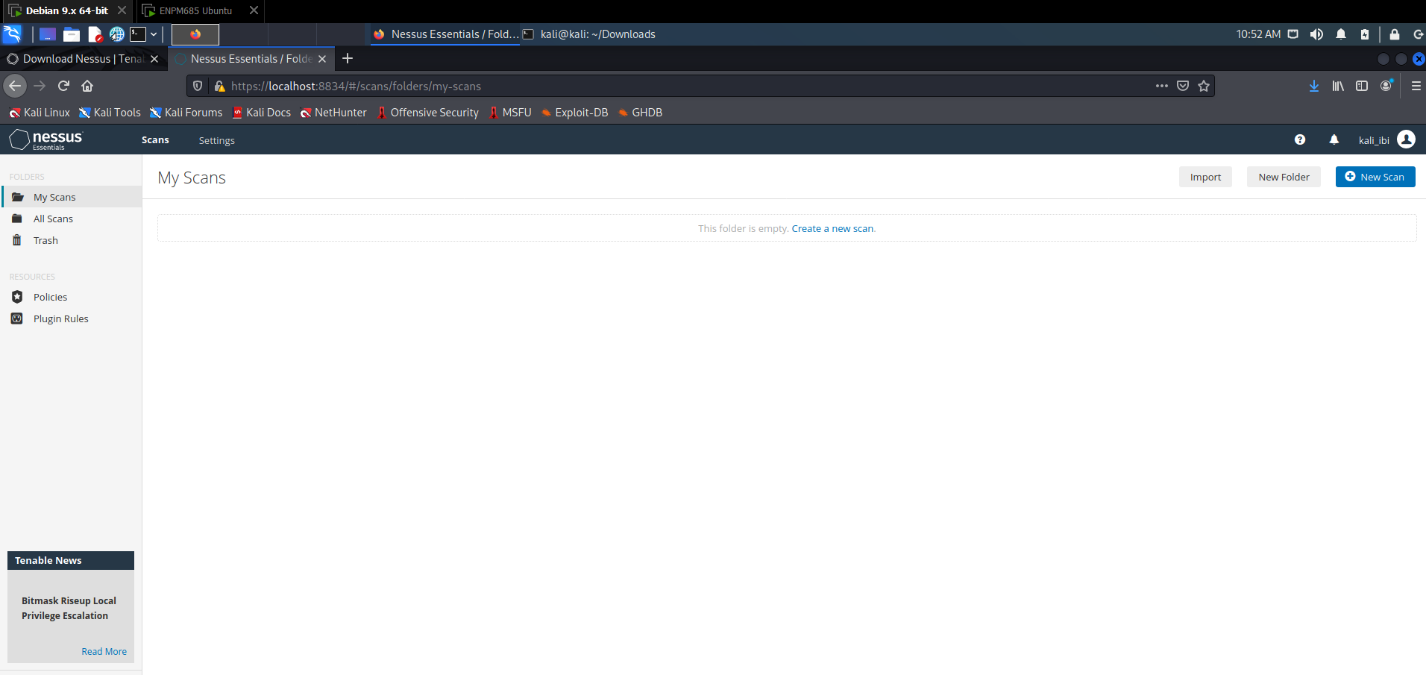 Debian 9.x 64-bit ENPM685 Ubuntu
Nessus Essentials / Fold... kali@kali: ~/Downloads 10:52 AM
Download Nessus | Tenal Nessus Essentials / Folde
https://localhost:8834/#/scans/folders/my-scans
Kali Linux Kali Tools Kali Forums Kali Docs NetHunter Offensive Security MSFU Exploit-DB GHDB
nessus Essentials Scans Settings kali_ibi
FOLDERS
My Scans
All Scans
Trash
RESOURCES
Policies
Plugin Rules
My Scans Import New Folder New Scan
This folder is empty. Create a new scan.
Tenable News
Bitmask Riseup Local
Privilege Escalation
Read More